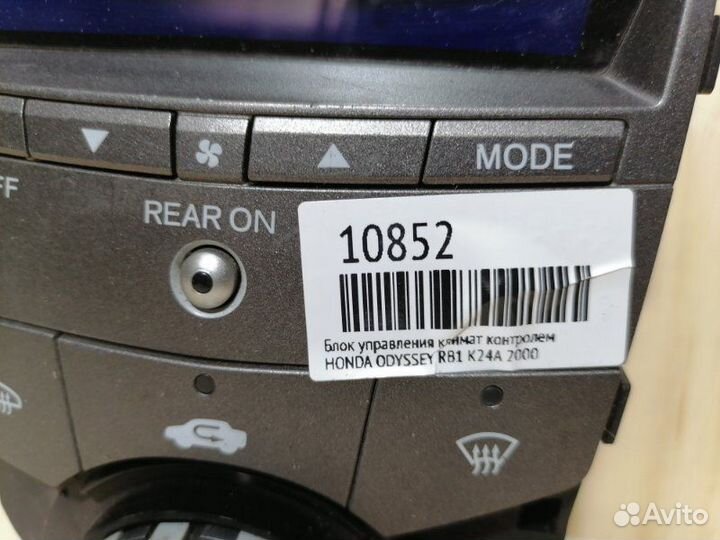 MODE
FF
REAR ON
10852
Блок управления климат контролем
HONDA ODYSSEY RB1 K24A 2000
Avito